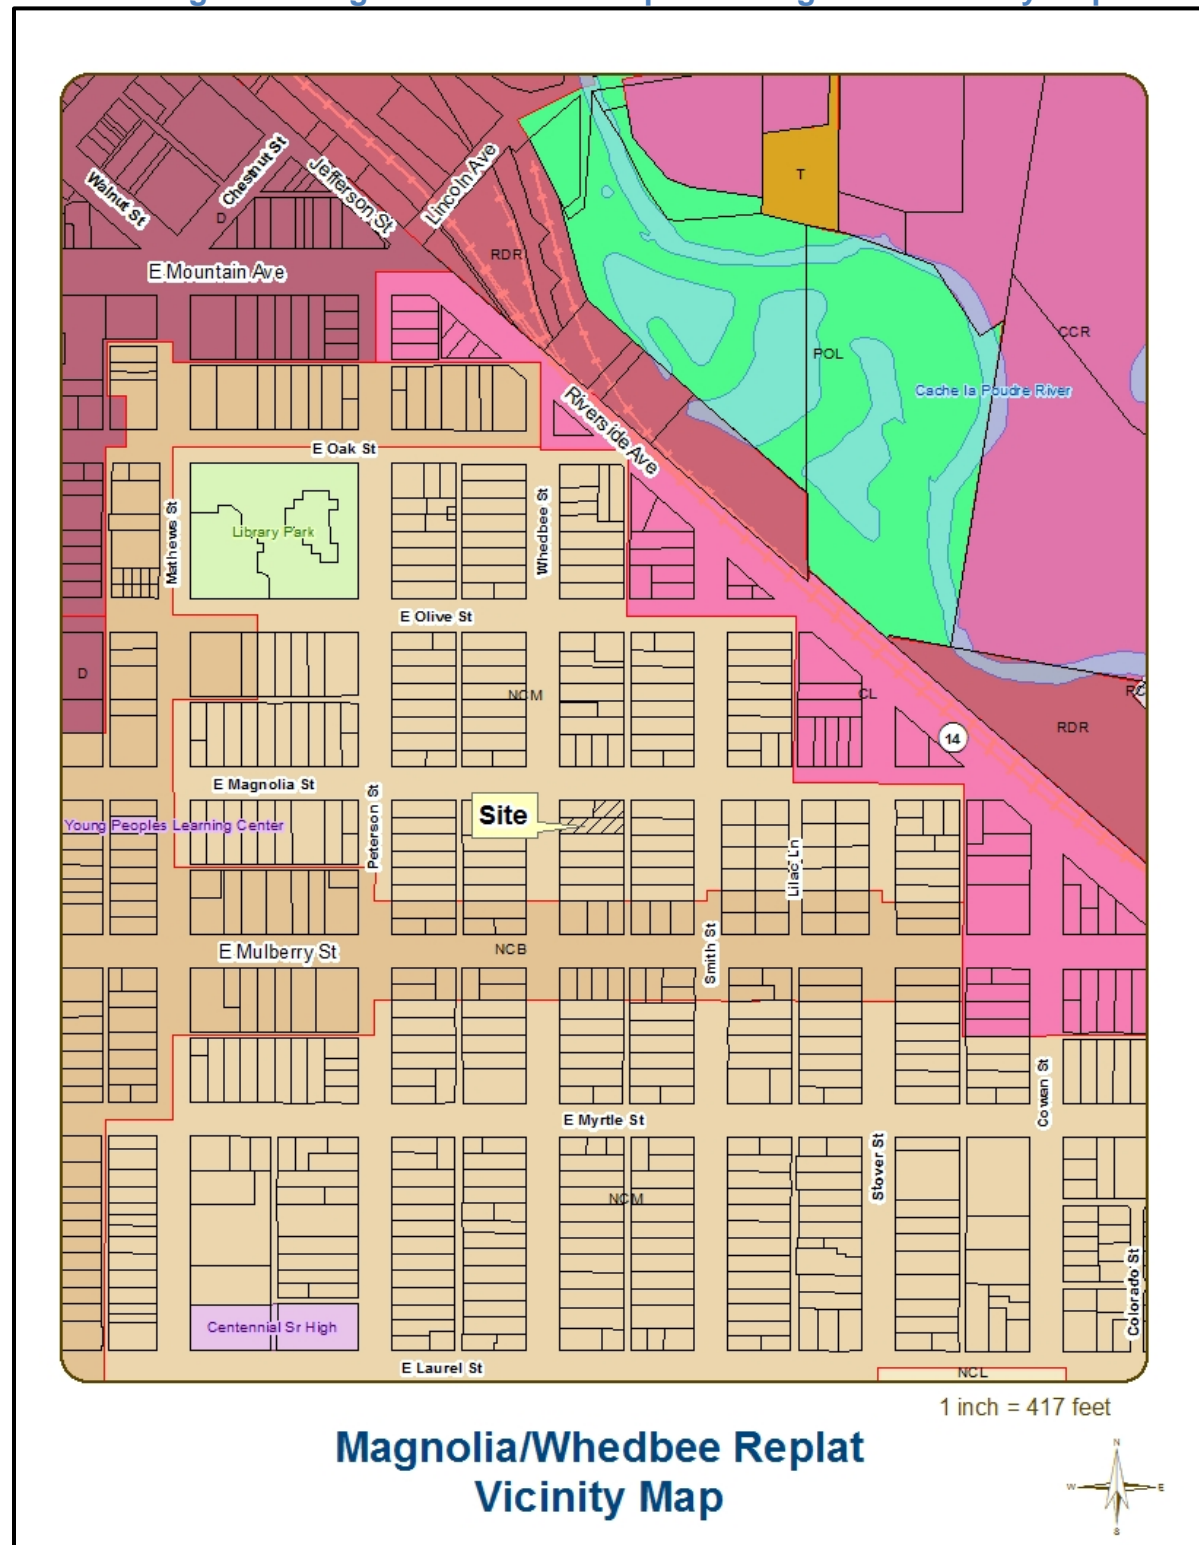 Walnut St
Chestnut St
D
Jefferson St
Lincoln Ave
T
RDR
E Mountain Ave
CCR
POL
Cache la Poudre River
Riverside Ave
E Oak St
Mathews St
Library Park
Whedbee St
E Olive St
D
NCM
CL
RDR
14
E Magnolia St
Peterson St
Site
Young Peoples Learning Center
Lilac Ln
E Mulberry St
NCB
Smith St
Cowan St
E Myrtle St
Stover St
NCM
Colorado St
Centennial Sr High
E Laurel St
NCL
1 inch = 417 feet
Magnolia/Whedbee Replat
Vicinity Map
N
W
E
S